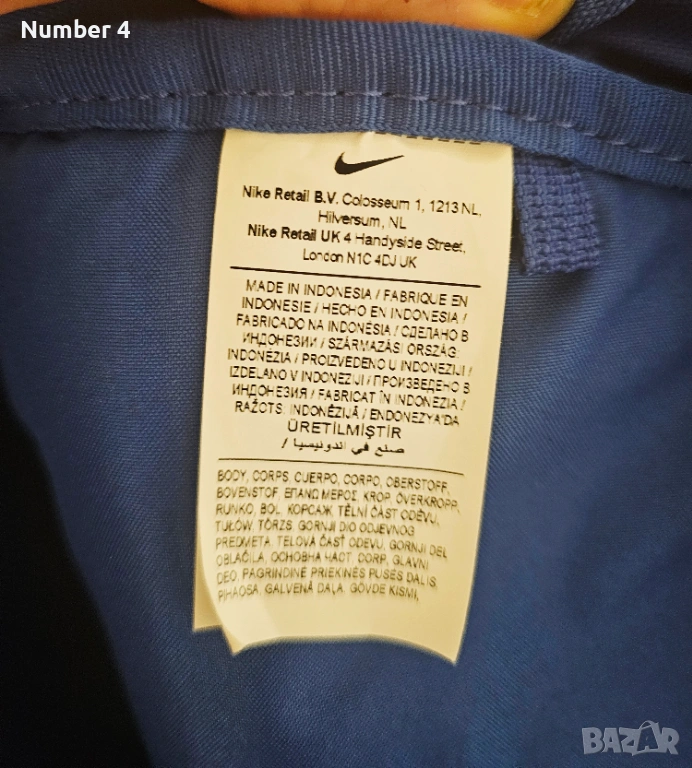 Number 4
Nike Retail B.V. Colosseum 1, 1213 NL,
Hilversum, NL
Nike Retail UK 4 Handyside Street,
London N1C 4DJ UK
MADE IN INDONESIA / FABRIQUE EN
INDONESIE / HECHO EN INDONESIA /
FABRICADO NA INDONÉSIA / СДЕЛАНО В
ИНДОНЕЗИИ / SZÁRMAZÁSI ORSZÁG
INDONÉZIA / PROIZVEDENO U INDONEZIJI /
IZDELANO V INDONEZIJI / ПРОИЗВЕДЕНО В
ИНДОНЕЗИЯ / FABRICAT ÎN INDONEZIA /
RAŽOTS: INDONĒZIJĀ / ENDONEZYA'DA
ÜRETİLMİŞTİR
صنع في اندونيسيا /
BODY, CORPS, CUERPO, CORPO, OBERSTOFF,
BOVENSTOF, ΕΠΑΝΩ ΜΕΡΟΣ, KROP, ÖVERKROPP,
RUNKO, BOL, КОРСАЖ, TĚLNÍ ČÁST ODĚVU,
TUŁÓW, TÖRZS, GORNJI DIO ODJEVNOG
PREDMETA, TELOVÁ ČASŤ ODEVU, GORNJI DEL
OBLAČILA, ОСНОВНА ЧАСТ, CORP, GLAVNI
DEO, PAGRINDINĖ PRIEKINĖS PUSĖS DALIS,
PIHAOSA, GALVENĀ DAĻA, GÖVDE KISMI,
BAZAR